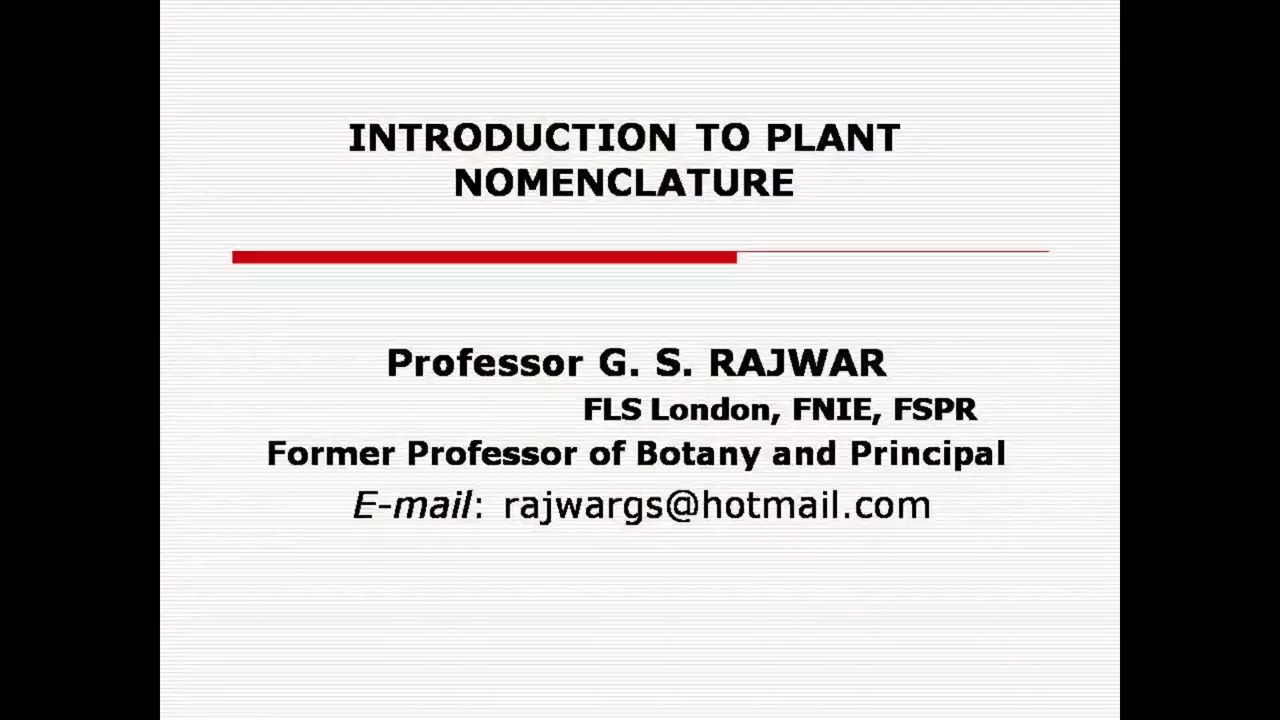 INTRODUCTION TO PLANT
NOMENCLATURE
Professor G. S. RAJWAR
FLS London, FNIE, FSPR
Former Professor of Botany and Principal
E-mail: rajwargs@hotmail.com